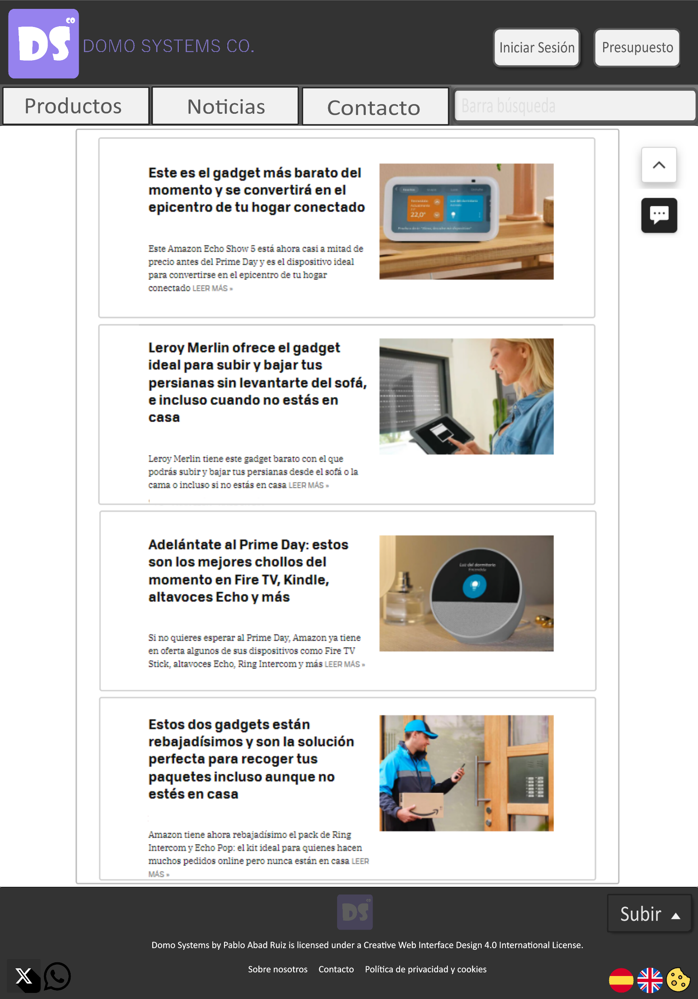 DS CO
DOMO SYSTEMS CO.
Iniciar Sesión
Presupuesto
Productos
Noticias
Contacto
Barra búsqueda
Este es el gadget más barato del
momento y se convertirá en el
epicentro de tu hogar conectado
22,0°
Este Amazon Echo Show 5 está ahora casi a mitad de
precio antes del Prime Day y es el dispositivo ideal
para convertirse en el epicentro de tu hogar
conectado LEER MÁS »
Leroy Merlin ofrece el gadget
ideal para subir y bajar tus
persianas sin levantarte del sofá,
e incluso cuando no estás en
casa
Leroy Merlin tiene este gadget barato con el que
podrás subir y bajar tus persianas desde el sofá o la
cama o incluso si no estás en casa LEER MÁS »
Adelántate al Prime Day: estos
son los mejores chollos del
momento en Fire TV, Kindle,
altavoces Echo y más
Luz del dormitorio
Encendida
Si no quieres esperar al Prime Day, Amazon ya tiene
en oferta algunos de sus dispositivos como Fire TV
Stick, altavoces Echo, Ring Intercom y más LEER MÁS »
Estos dos gadgets están
rebajadísimos y son la solución
perfecta para recoger tus
paquetes incluso aunque no
estés en casa
Amazon tiene ahora rebajadísimo el pack de Ring
Intercom y Echo Pop: el kit ideal para quienes hacen
muchos pedidos online pero nunca están en casa LEER
MÁS »
DS CO
Subir
Domo Systems by Pablo Abad Ruiz is licensed under a Creative Web Interface Design 4.0 International License.
Sobre nosotros Contacto Política de privacidad y cookies